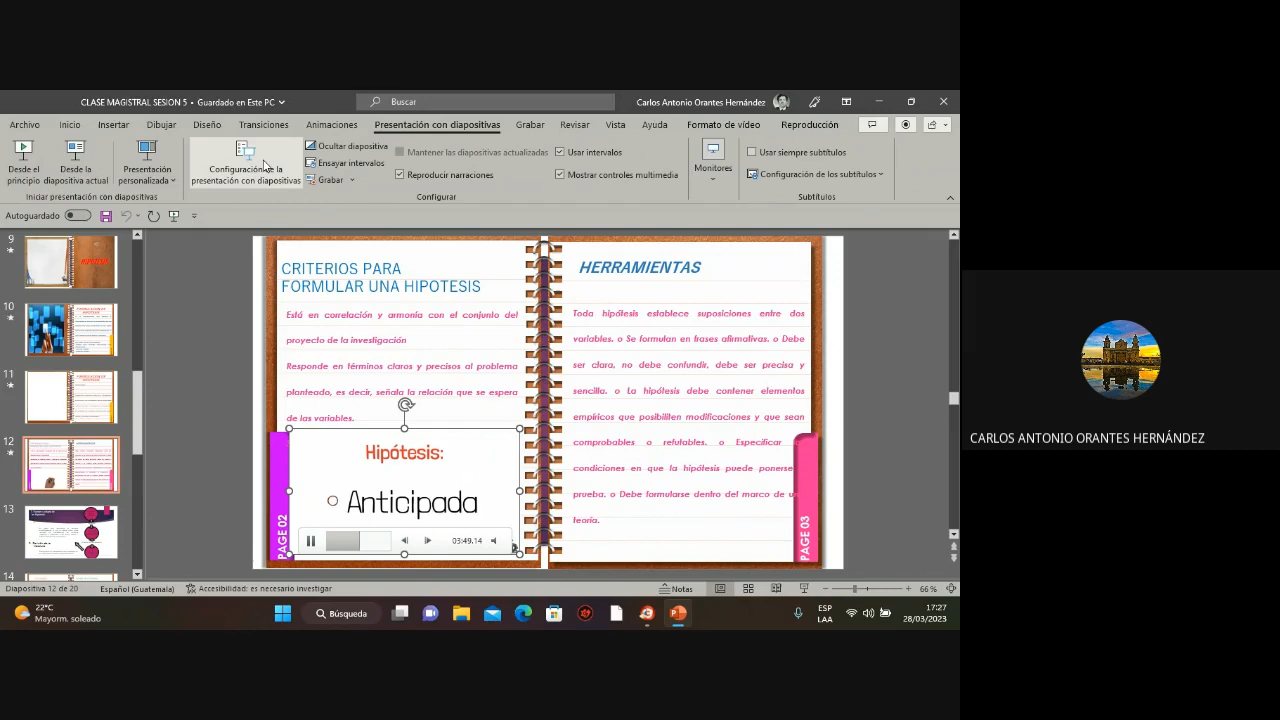 CLASE MAGISTRAL SESION 5 • Guardado en Este PC
Buscar
Carlos Antonio Orantes Hernández
Archivo Inicio Insertar Dibujar Diseño Transiciones Animaciones Presentación con diapositivas Grabar Revisar Vista Ayuda Formato de vídeo Reproducción
Desde el principio
Desde la diapositiva actual
Presentación personalizada
Configuración de la presentación con diapositivas
Ocultar diapositiva
Ensayar intervalos
Grabar
Mantener las diapositivas actualizadas
Reproducir narraciones
Usar intervalos
Mostrar controles multimedia
Monitores
Usar siempre subtítulos
Configuración de los subtítulos
Iniciar presentación con diapositivas
Configurar
Subtítulos
Autoguardado
9
10
11
12
13
14
CRITERIOS PARA
FORMULAR UNA HIPOTESIS
Está en correlación y armonía con el conjunto del
proyecto de la investigación
Responde en términos claros y precisos al problema
planteado, es decir, señala la relación que se espera
de las variables.
Hipótesis:
Anticipada
03:49.14
PAGE 02
HERRAMIENTAS
Toda hipótesis establece suposiciones entre dos
variables. o Se formulan en frases afirmativas. o Debe
ser clara, no debe confundir, debe ser precisa y
sencilla. o La hipótesis debe contener elementos
empíricos que posibiliten modificaciones y que sean
comprobables o refutables. o Especificar
condiciones en que la hipótesis puede ponerse
prueba. o Debe formularse dentro del marco de
teoría.
PAGE 03
CARLOS ANTONIO ORANTES HERNÁNDEZ
Diapositiva 12 de 20
Español (Guatemala)
Accesibilidad: es necesario investigar
Notas
66 %
22°C
Mayorm. soleado
Búsqueda
ESP
LAA
17:27
28/03/2023